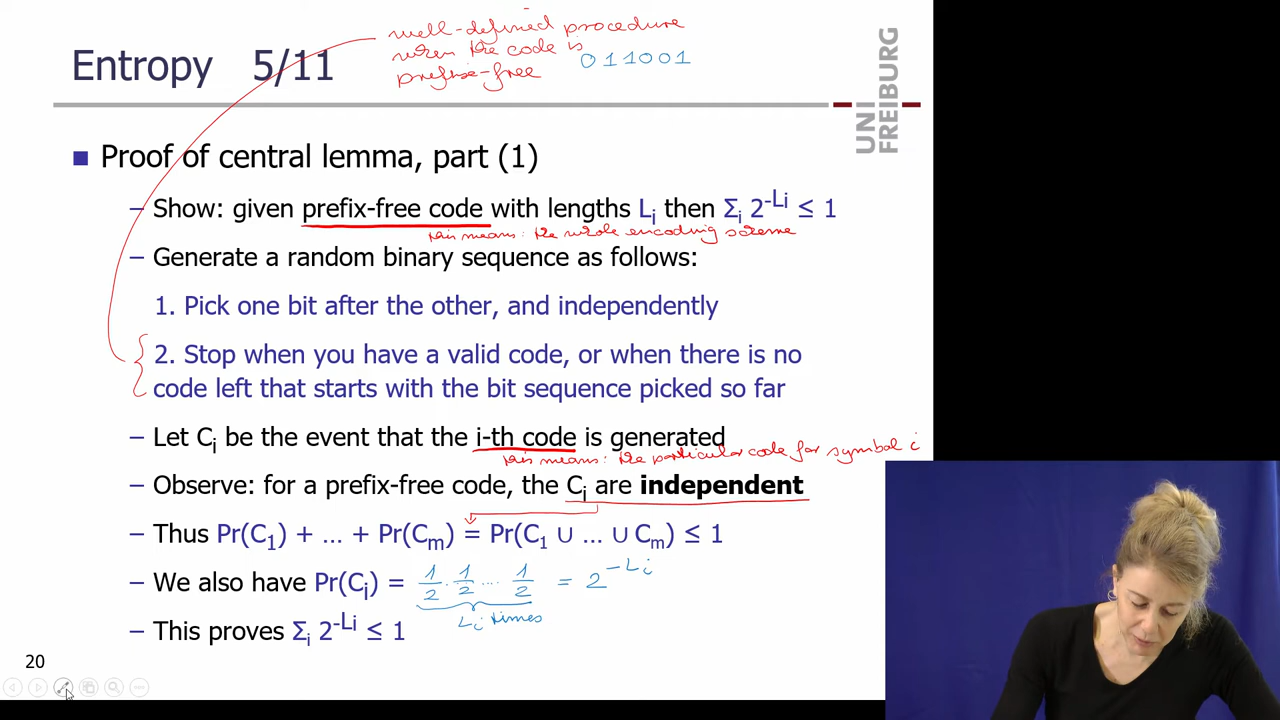 well-defined procedure
when the code is
prefix-free 011001
Entropy 5/11
UNI
FREIBURG
■ Proof of central lemma, part (1)
– Show: given prefix-free code with lengths Lᵢ then Σᵢ 2^-Li ≤ 1
this means: the whole encoding scheme
– Generate a random binary sequence as follows:
1. Pick one bit after the other, and independently
2. Stop when you have a valid code, or when there is no
code left that starts with the bit sequence picked so far
– Let Cᵢ be the event that the i-th code is generated
this means: the particular code for symbol i
– Observe: for a prefix-free code, the Cᵢ are independent
– Thus Pr(C₁) + … + Pr(Cₘ) = Pr(C₁ ∪ … ∪ Cₘ) ≤ 1
– We also have Pr(Cᵢ) = 1/2 · 1/2 ... 1/2 = 2^-Li
Lᵢ times
– This proves Σᵢ 2^-Li ≤ 1
20